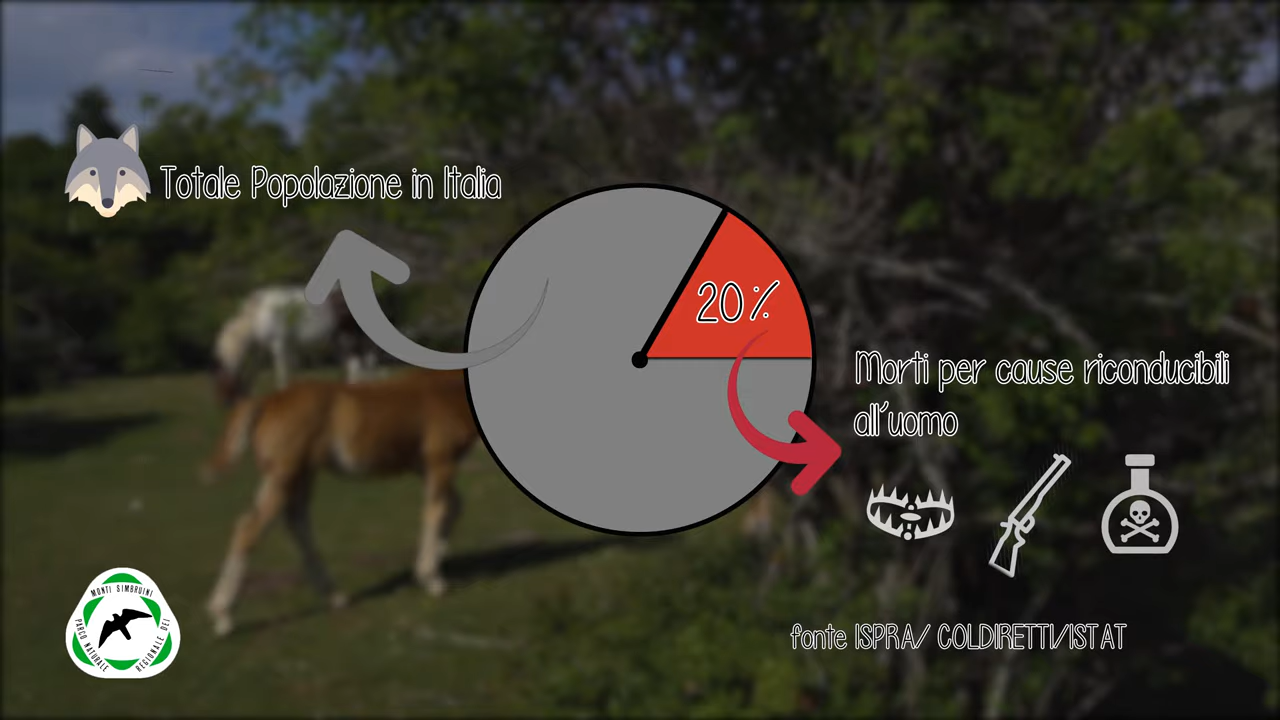 Totale Popolazione in Italia
20%
Morti per cause riconducibili
all'uomo
fonte ISPRA/ COLDIRETTI/ISTAT
MONTI SIMBRUINI
PARCO NATURALE
REGIONALE DEI